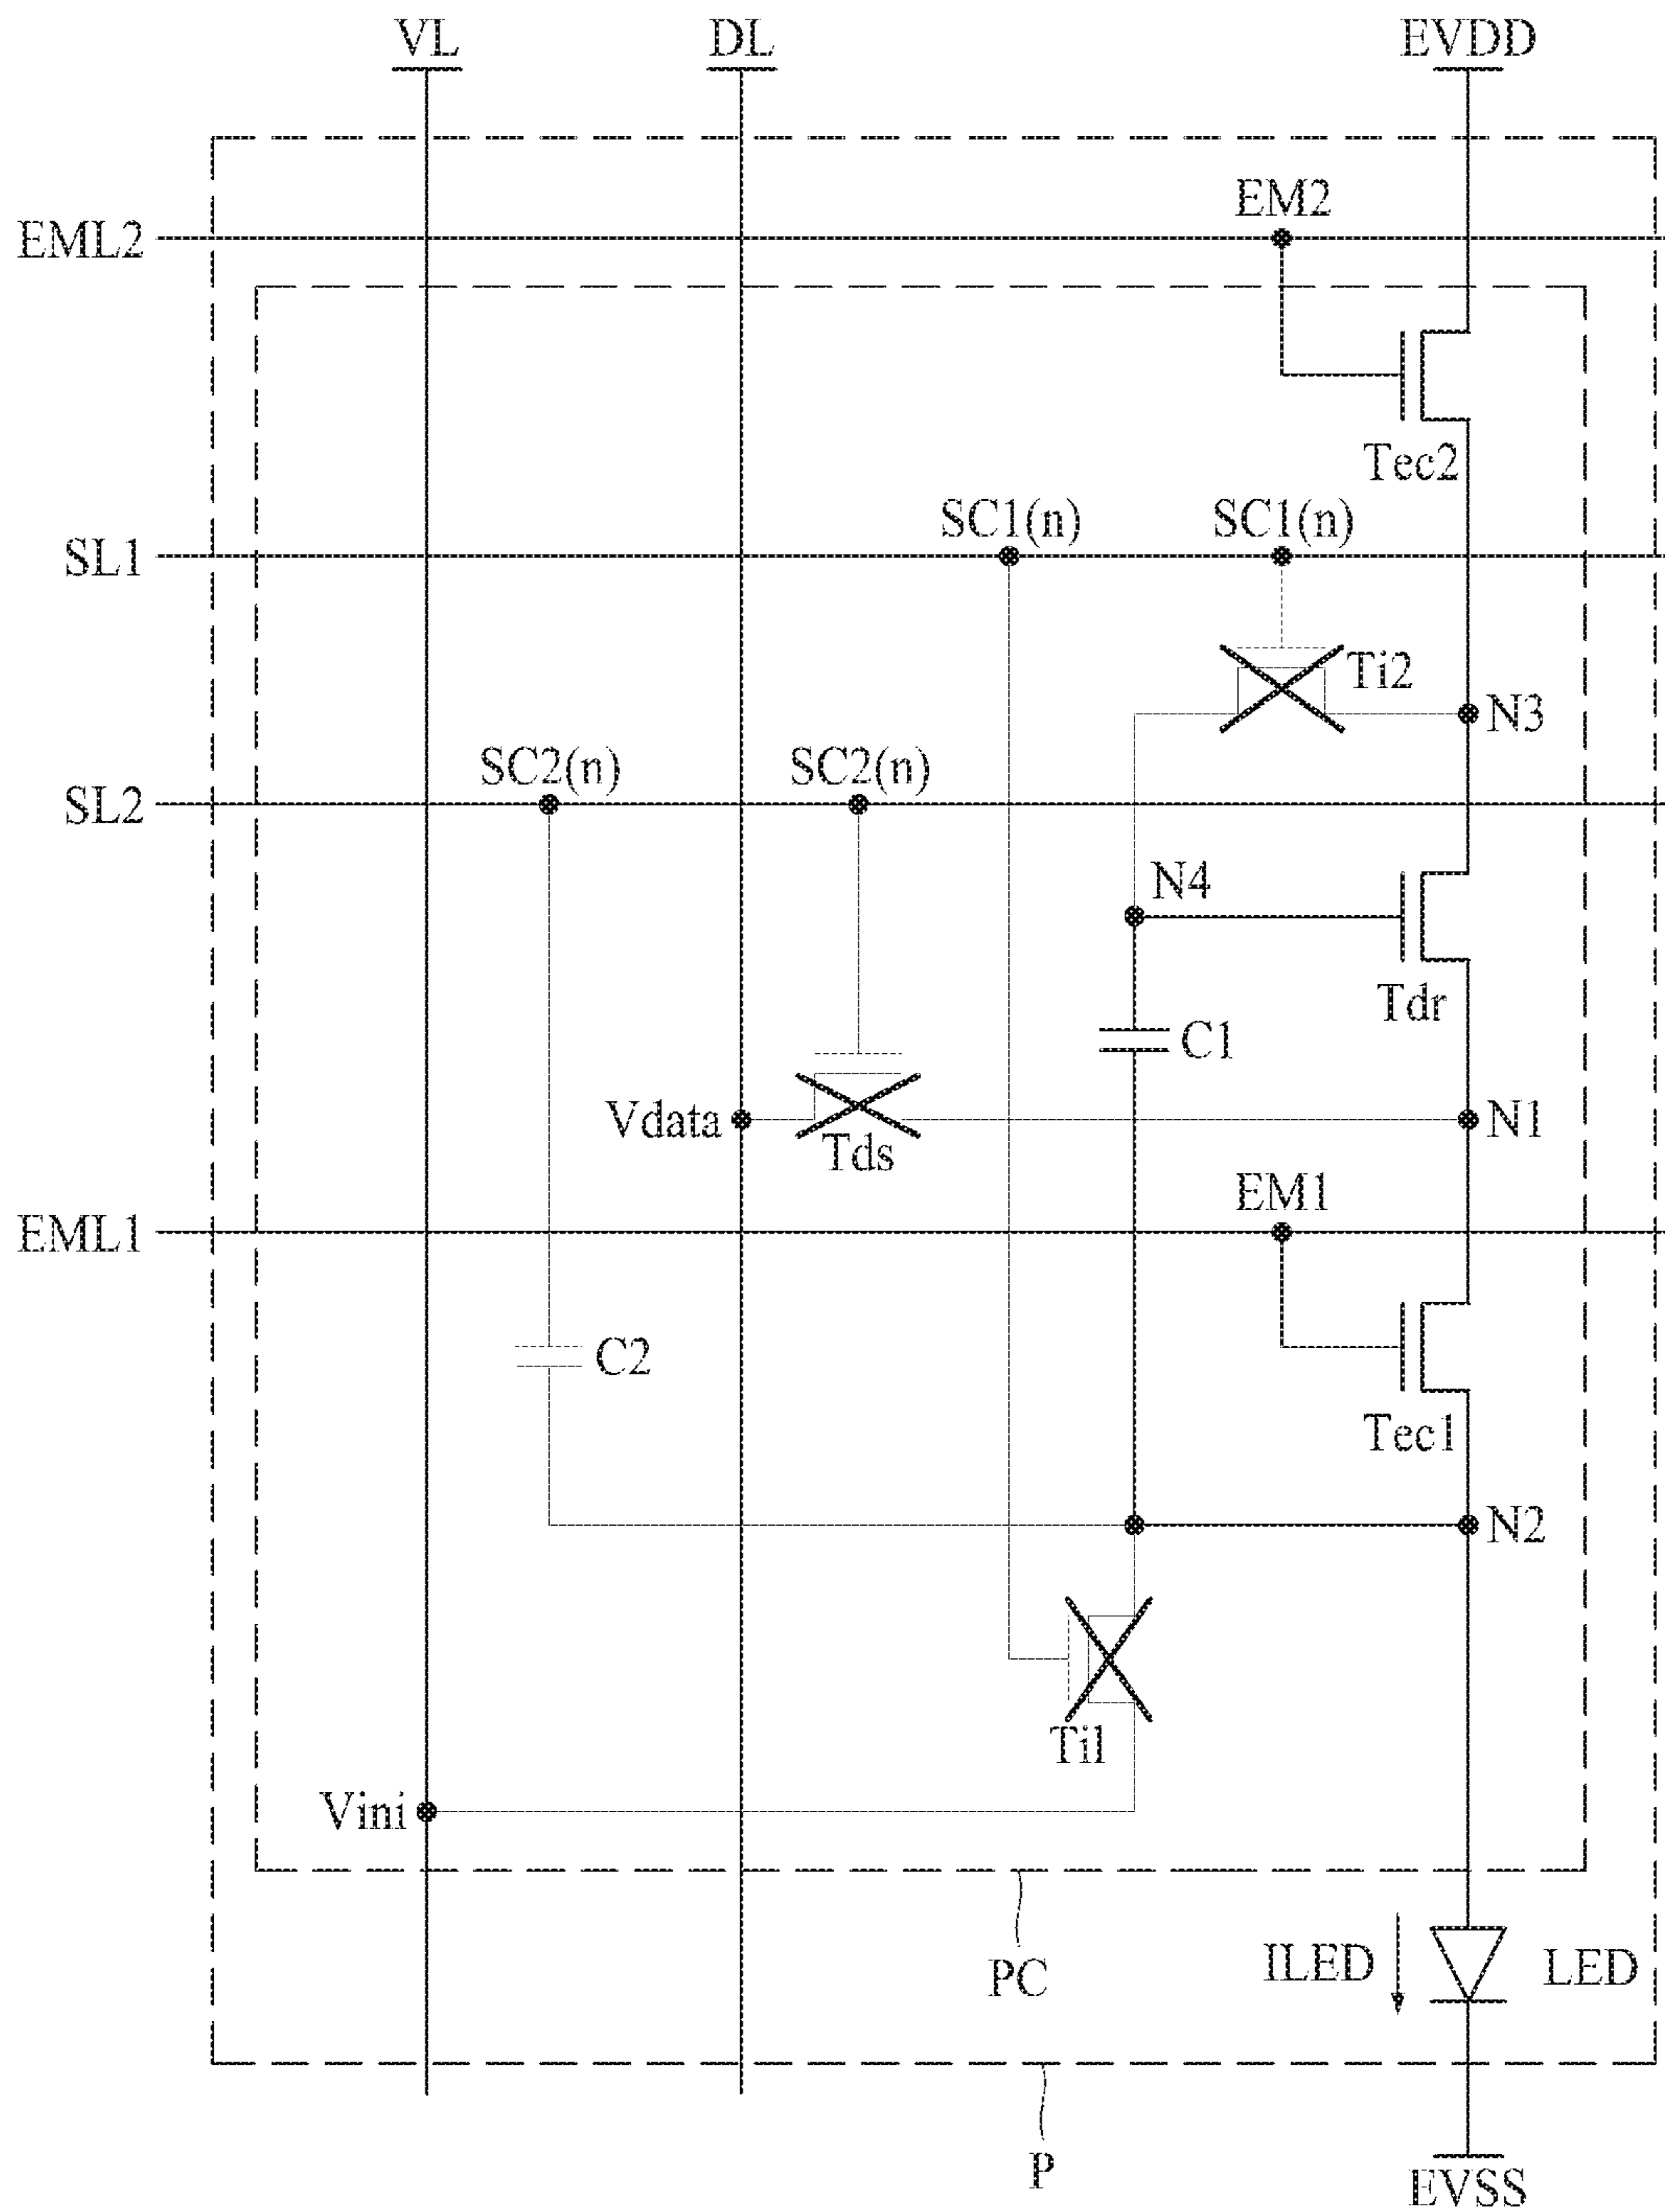 VL
DL
EVDD
EM2
EML2
Tec2
SC1(n)
SC1(n)
SL1
Ti2
N3
SC2(n)
SC2(n)
SL2
N4
Tdr
C1
Vdata
N1
Tds
EM1
EML1
C2
Tec1
N2
Ti1
Vini
PC
ILED
LED
P
EVSS